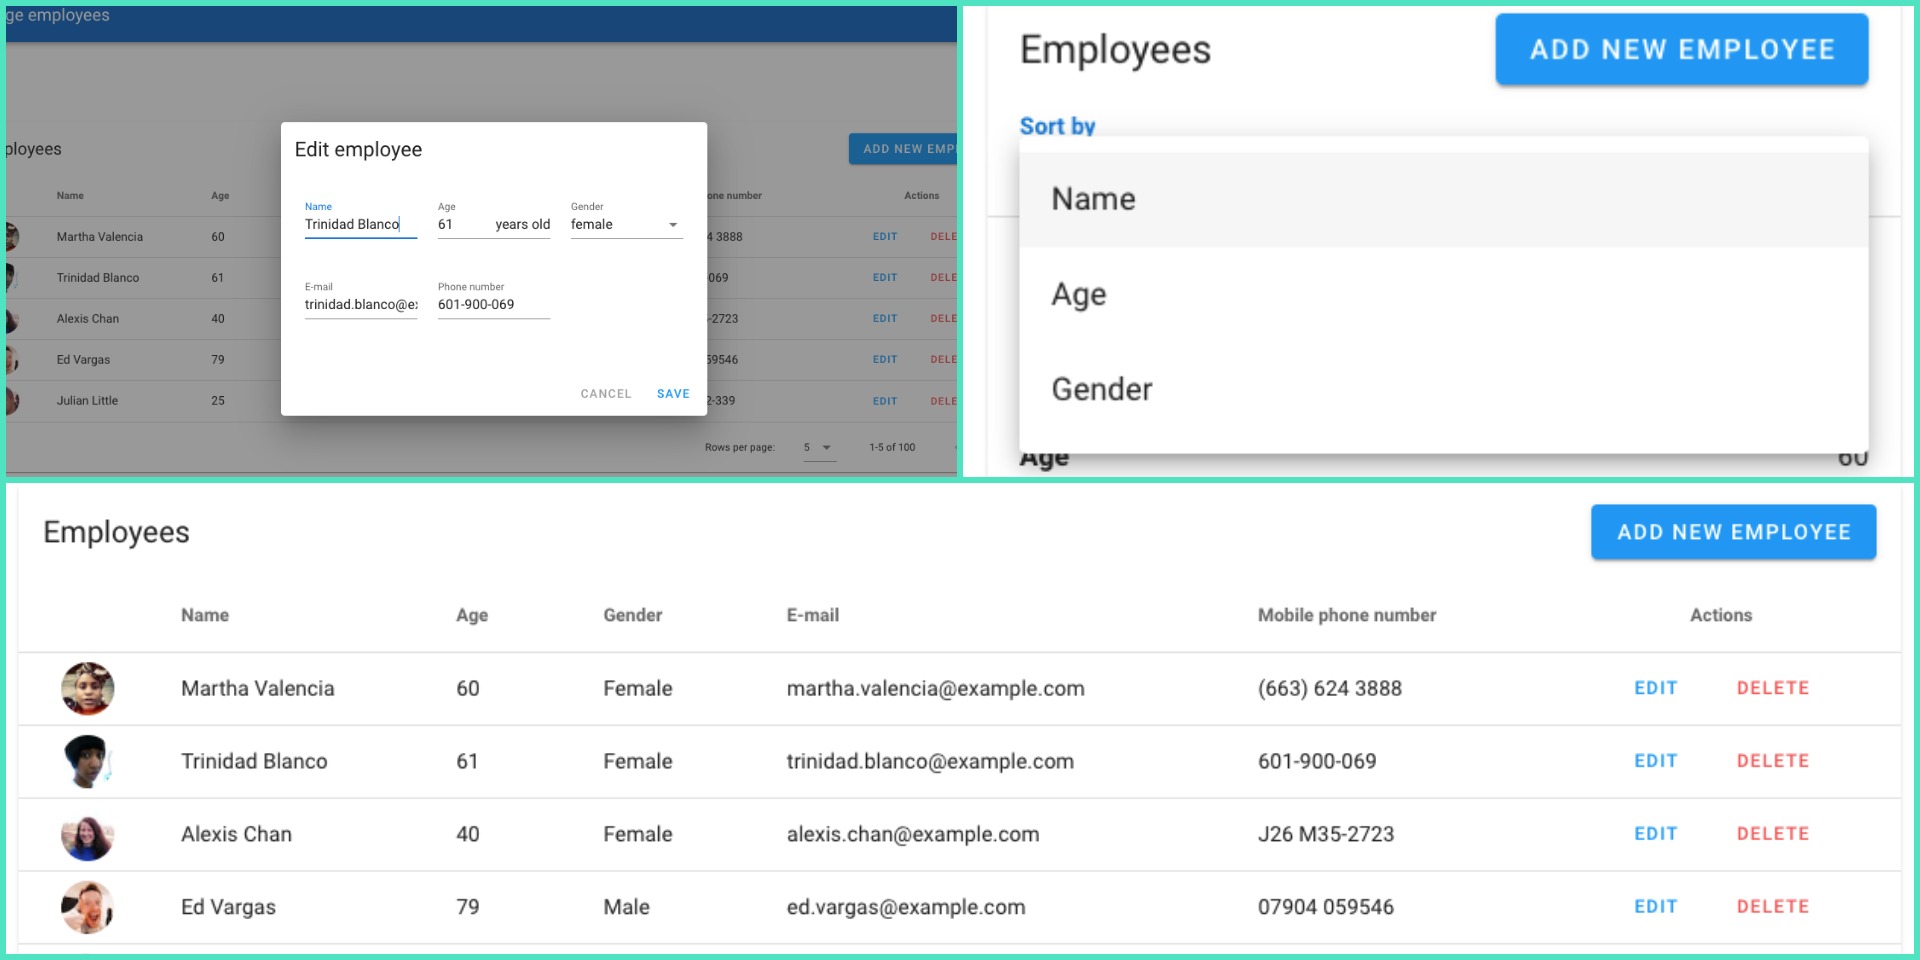 ge employees
ployees
ADD NEW EMP
Name Age one number Actions
Martha Valencia 60 4 3888 EDIT DELE
Trinidad Blanco 61 069 EDIT DELE
Alexis Chan 40 -2723 EDIT DELE
Ed Vargas 79 59546 EDIT DELE
Julian Little 25 2-339 EDIT DELE
Rows per page: 5 1-5 of 100
Edit employee
Name Age Gender
Trinidad Blanco 61 years old female
E-mail Phone number
trinidad.blanco@ex 601-900-069
CANCEL SAVE
Employees ADD NEW EMPLOYEE
Sort by
Name
Age
Gender
Age 60
Employees ADD NEW EMPLOYEE
Name Age Gender E-mail Mobile phone number Actions
Martha Valencia 60 Female martha.valencia@example.com (663) 624 3888 EDIT DELETE
Trinidad Blanco 61 Female trinidad.blanco@example.com 601-900-069 EDIT DELETE
Alexis Chan 40 Female alexis.chan@example.com J26 M35-2723 EDIT DELETE
Ed Vargas 79 Male ed.vargas@example.com 07904 059546 EDIT DELETE